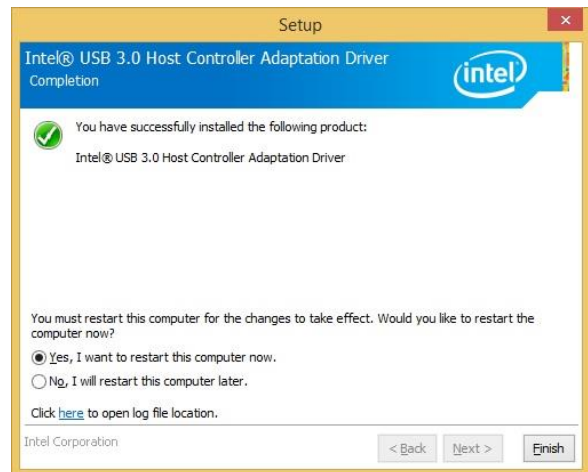 Setup
Intel® USB 3.0 Host Controller Adaptation Driver
Completion
intel
You have successfully installed the following product:
Intel® USB 3.0 Host Controller Adaptation Driver
You must restart this computer for the changes to take effect. Would you like to restart the
computer now?
Yes, I want to restart this computer now.
No, I will restart this computer later.
Click here to open log file location.
Intel Corporation
< Back
Next >
Finish